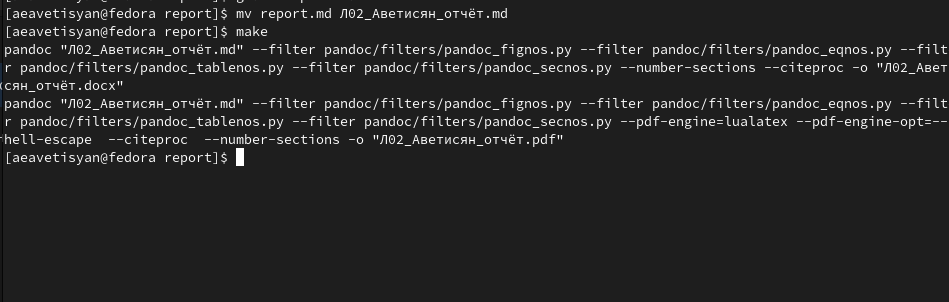 [aeavetisyan@fedora report]$ mv report.md Л02_Аветисян_отчёт.md
[aeavetisyan@fedora report]$ make
pandoc "Л02_Аветисян_отчёт.md" --filter pandoc/filters/pandoc_fignos.py --filter pandoc/filters/pandoc_eqnos.py --filt
r pandoc/filters/pandoc_tablenos.py --filter pandoc/filters/pandoc_secnos.py --number-sections --citeproc -o "Л02_Авет
сян_отчёт.docx"
pandoc "Л02_Аветисян_отчёт.md" --filter pandoc/filters/pandoc_fignos.py --filter pandoc/filters/pandoc_eqnos.py --filt
r pandoc/filters/pandoc_tablenos.py --filter pandoc/filters/pandoc_secnos.py --pdf-engine=lualatex --pdf-engine-opt=--
hell-escape --citeproc --number-sections -o "Л02_Аветисян_отчёт.pdf"
[aeavetisyan@fedora report]$